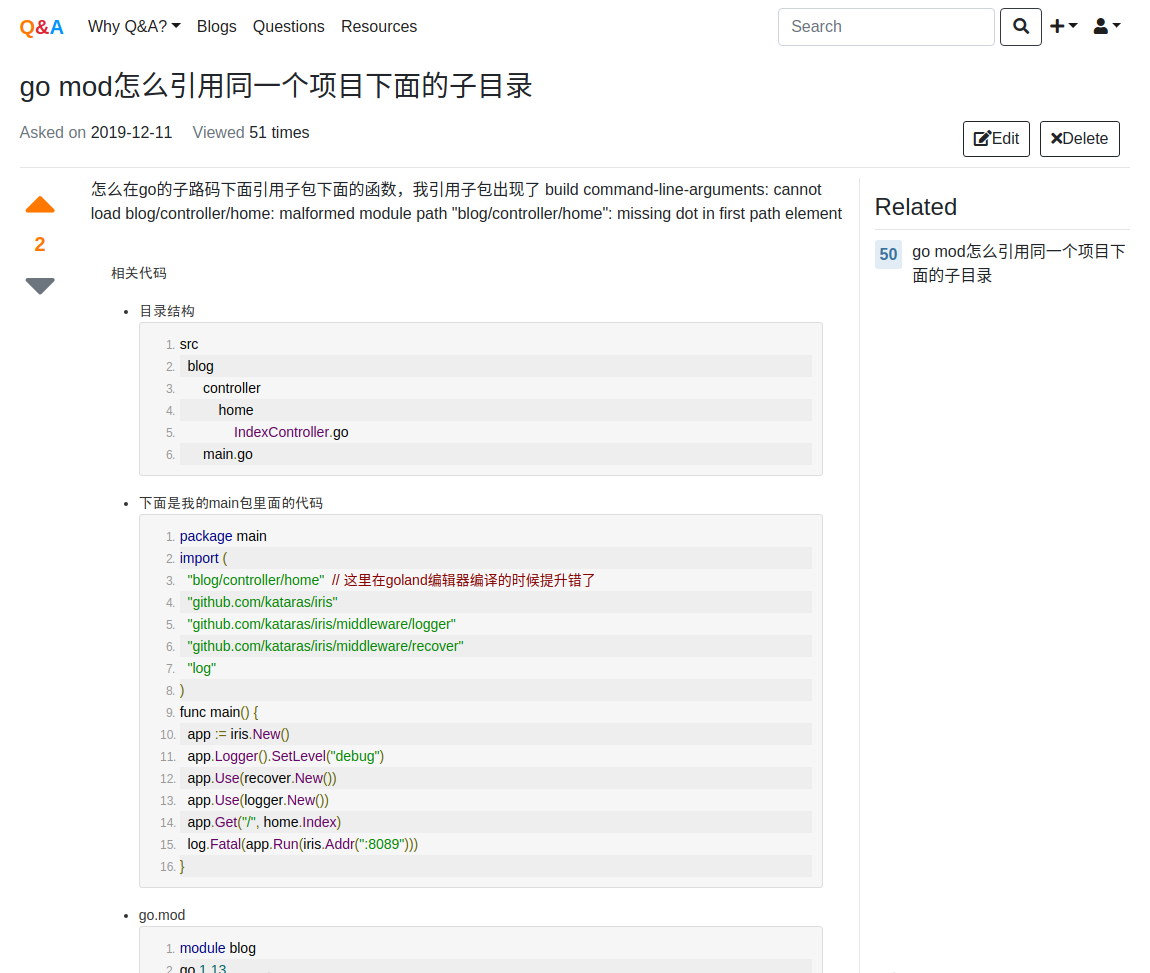 Q&A Why Q&A? Blogs Questions Resources Search
go mod怎么引用同一个项目下面的子目录
Asked on 2019-12-11 Viewed 51 times
Edit Delete
怎么在go的子路码下面引用子包下面的函数，我引用子包出现了 build command-line-arguments: cannot
load blog/controller/home: malformed module path "blog/controller/home": missing dot in first path element
2
相关代码
目录结构
1. src
2. blog
3. controller
4. home
5. IndexController.go
6. main.go
下面是我的main包里面的代码
1. package main
2. import (
3. "blog/controller/home" // 这里在goland编辑器编译的时候提升错了
4. "github.com/kataras/iris"
5. "github.com/kataras/iris/middleware/logger"
6. "github.com/kataras/iris/middleware/recover"
7. "log"
8. )
9. func main() {
10. app := iris.New()
11. app.Logger().SetLevel("debug")
12. app.Use(recover.New())
13. app.Use(logger.New())
14. app.Get("/", home.Index)
15. log.Fatal(app.Run(iris.Addr(":8089")))
16. }
go.mod
1. module blog
2. go 1.13
Related
50 go mod怎么引用同一个项目下
面的子目录